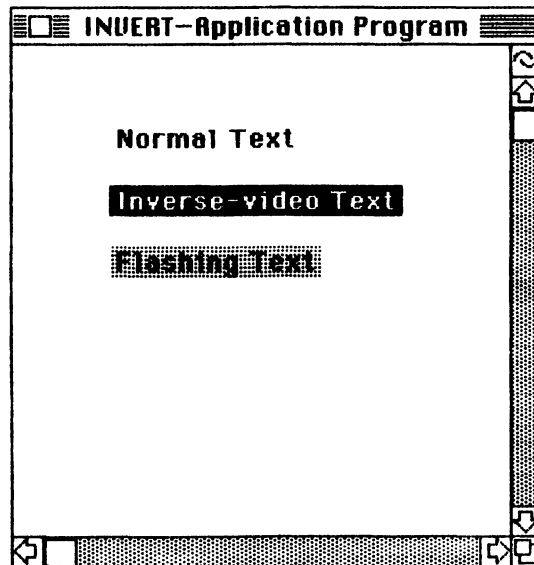 INVERT-Application Program
Normal Text
Inverse-video Text
Flashing Text